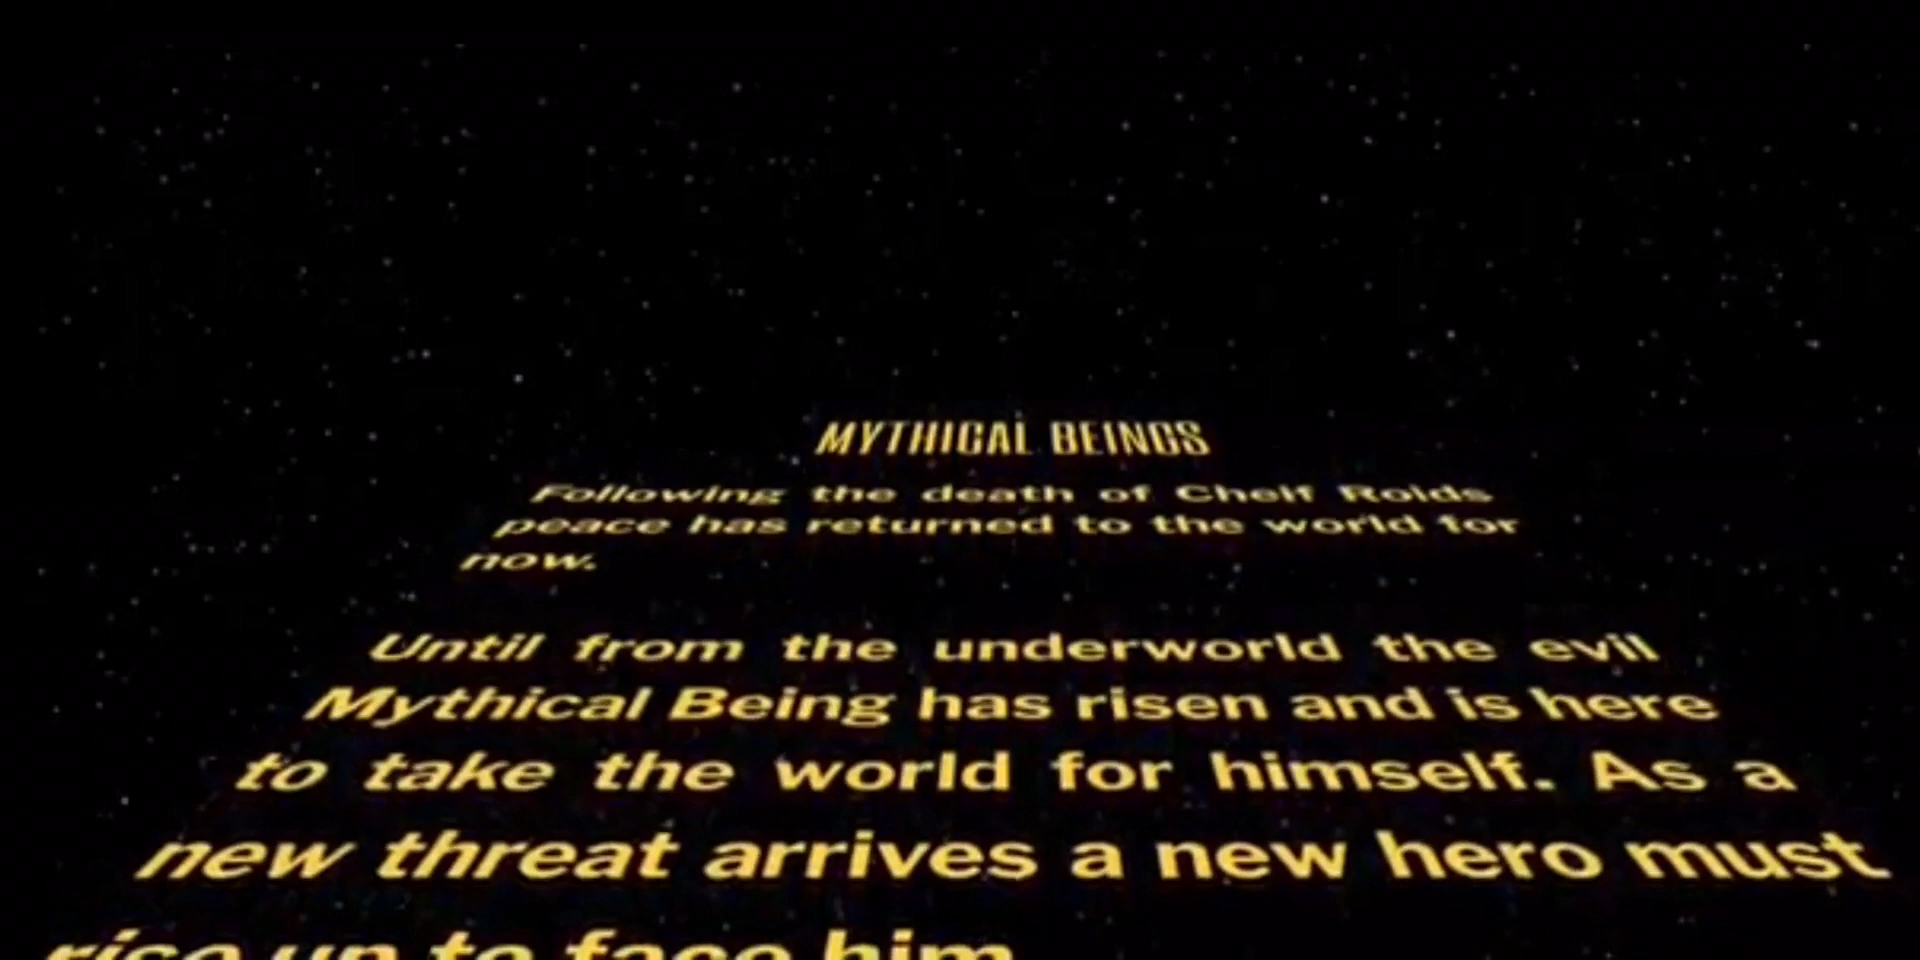 MYTHICAL BEINGS
Following the death of Cheif Roids
peace has returned to the world for
now.
Until from the underworld the evil
Mythical Being has risen and is here
to take the world for himself. As a
new threat arrives a new hero must
rise up to face him